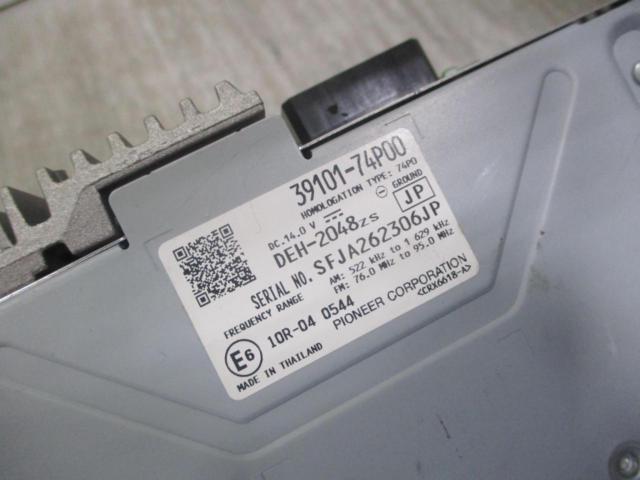 39101-74P00
HOMOLOGATION TYPE: 74P0
DC.14.0 V GROUND
DEH-2048zs JP
SERIAL NO. SFJA262306JP
FREQUENCY RANGE AM: 522 kHz to 1 629 kHz
FM: 76.0 MHz to 95.0 MHz
E6 10R-04 0544
PIONEER CORPORATION
MADE IN THAILAND <CRX6618-A>